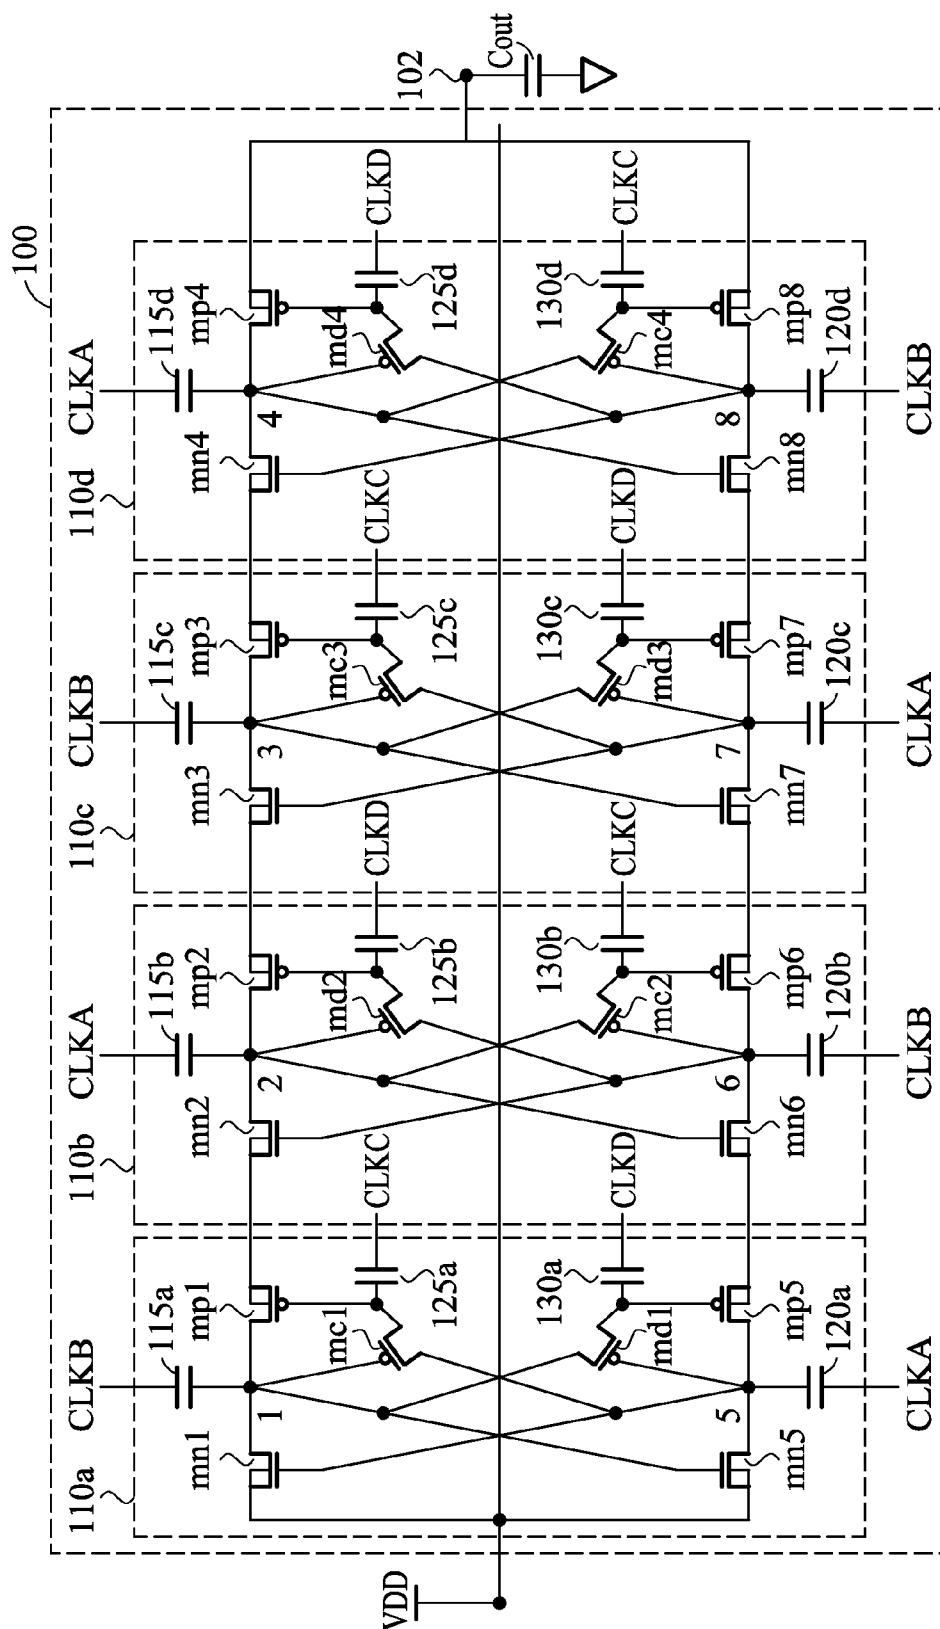 100
CLKA
CLKB
CLKA
CLKB
110d
110c
110b
110a
115d
115c
115b
115a
mn4
mp4
mn3
mp3
mn2
mp2
mn1
mp1
4
3
2
1
CLKD
CLKC
CLKD
CLKC
md4
mc3
md2
mc1
125d
125c
125b
125a
102
Cout
VDD
130d
130c
130b
130a
CLKC
CLKD
CLKC
CLKD
mc4
md3
mc2
md1
8
7
6
5
mn8
mp8
mn7
mp7
mn6
mp6
mn5
mp5
120d
120c
120b
120a
CLKB
CLKA
CLKB
CLKA